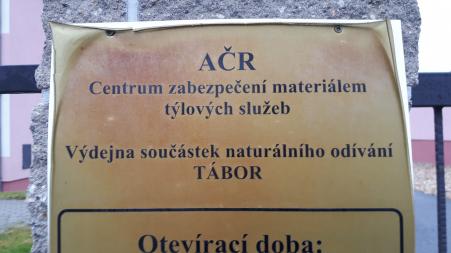 AČR
Centrum zabezpečení materiálem
týlových služeb
Výdejna součástek naturálního odívání
TÁBOR
Otevírací doba: